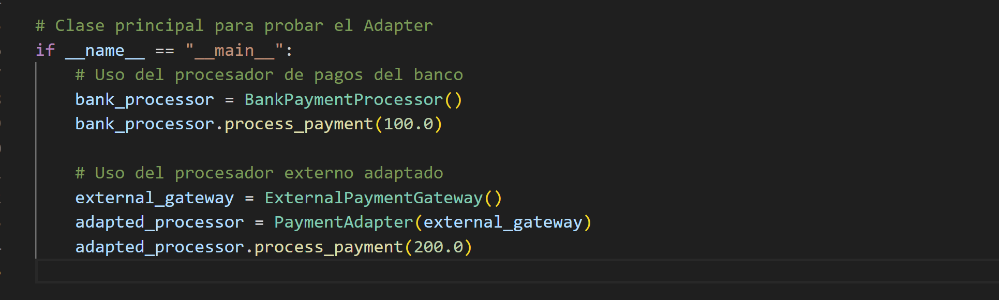 # Clase principal para probar el Adapter
if __name__ == "__main__":
    # Uso del procesador de pagos del banco
    bank_processor = BankPaymentProcessor()
    bank_processor.process_payment(100.0)

    # Uso del procesador externo adaptado
    external_gateway = ExternalPaymentGateway()
    adapted_processor = PaymentAdapter(external_gateway)
    adapted_processor.process_payment(200.0)